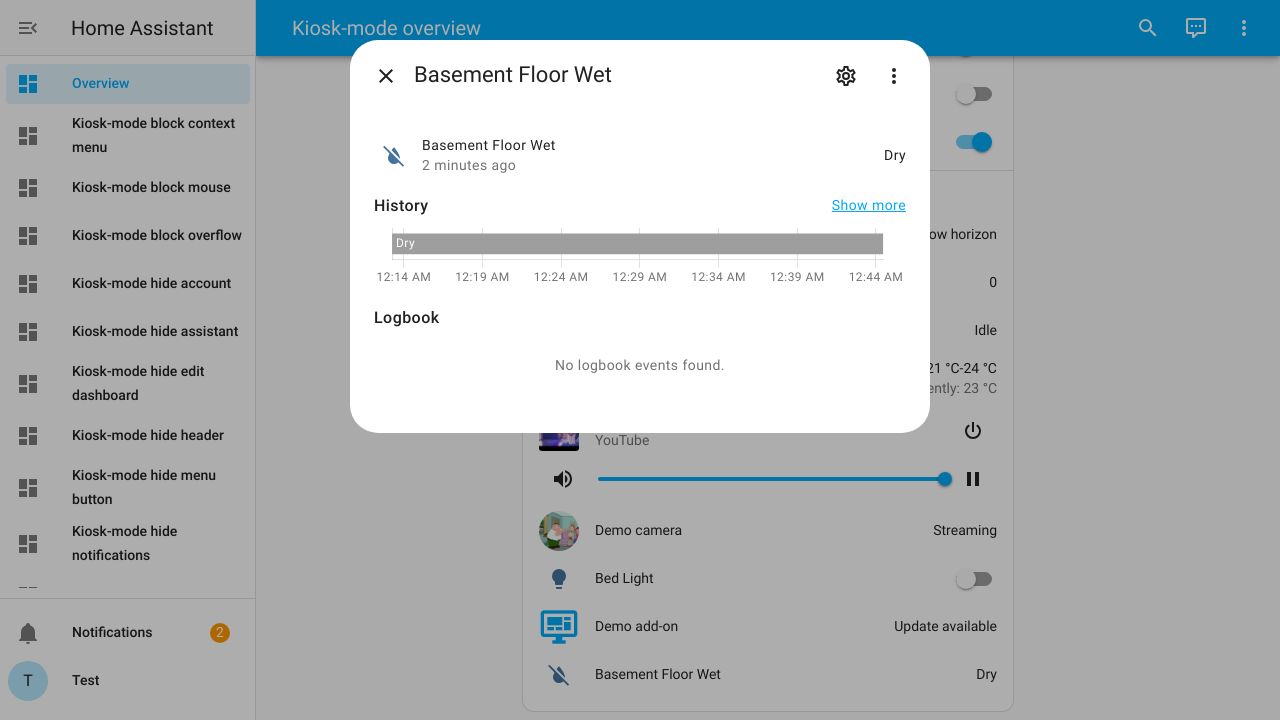 Home Assistant
Kiosk-mode overview
Overview
Kiosk-mode block context
menu
Kiosk-mode block mouse
Kiosk-mode block overflow
Kiosk-mode hide account
Kiosk-mode hide assistant
Kiosk-mode hide edit
dashboard
Kiosk-mode hide header
Kiosk-mode hide menu
button
Kiosk-mode hide
notifications
Notifications
2
T
Test
Basement Floor Wet
Basement Floor Wet
2 minutes ago
Dry
History
Show more
Dry
12:14 AM 12:19 AM 12:24 AM 12:29 AM 12:34 AM 12:39 AM 12:44 AM
Logbook
No logbook events found.
ow horizon
0
Idle
21 °C-24 °C
ently: 23 °C
YouTube
Demo camera
Streaming
Bed Light
Demo add-on
Update available
Basement Floor Wet
Dry